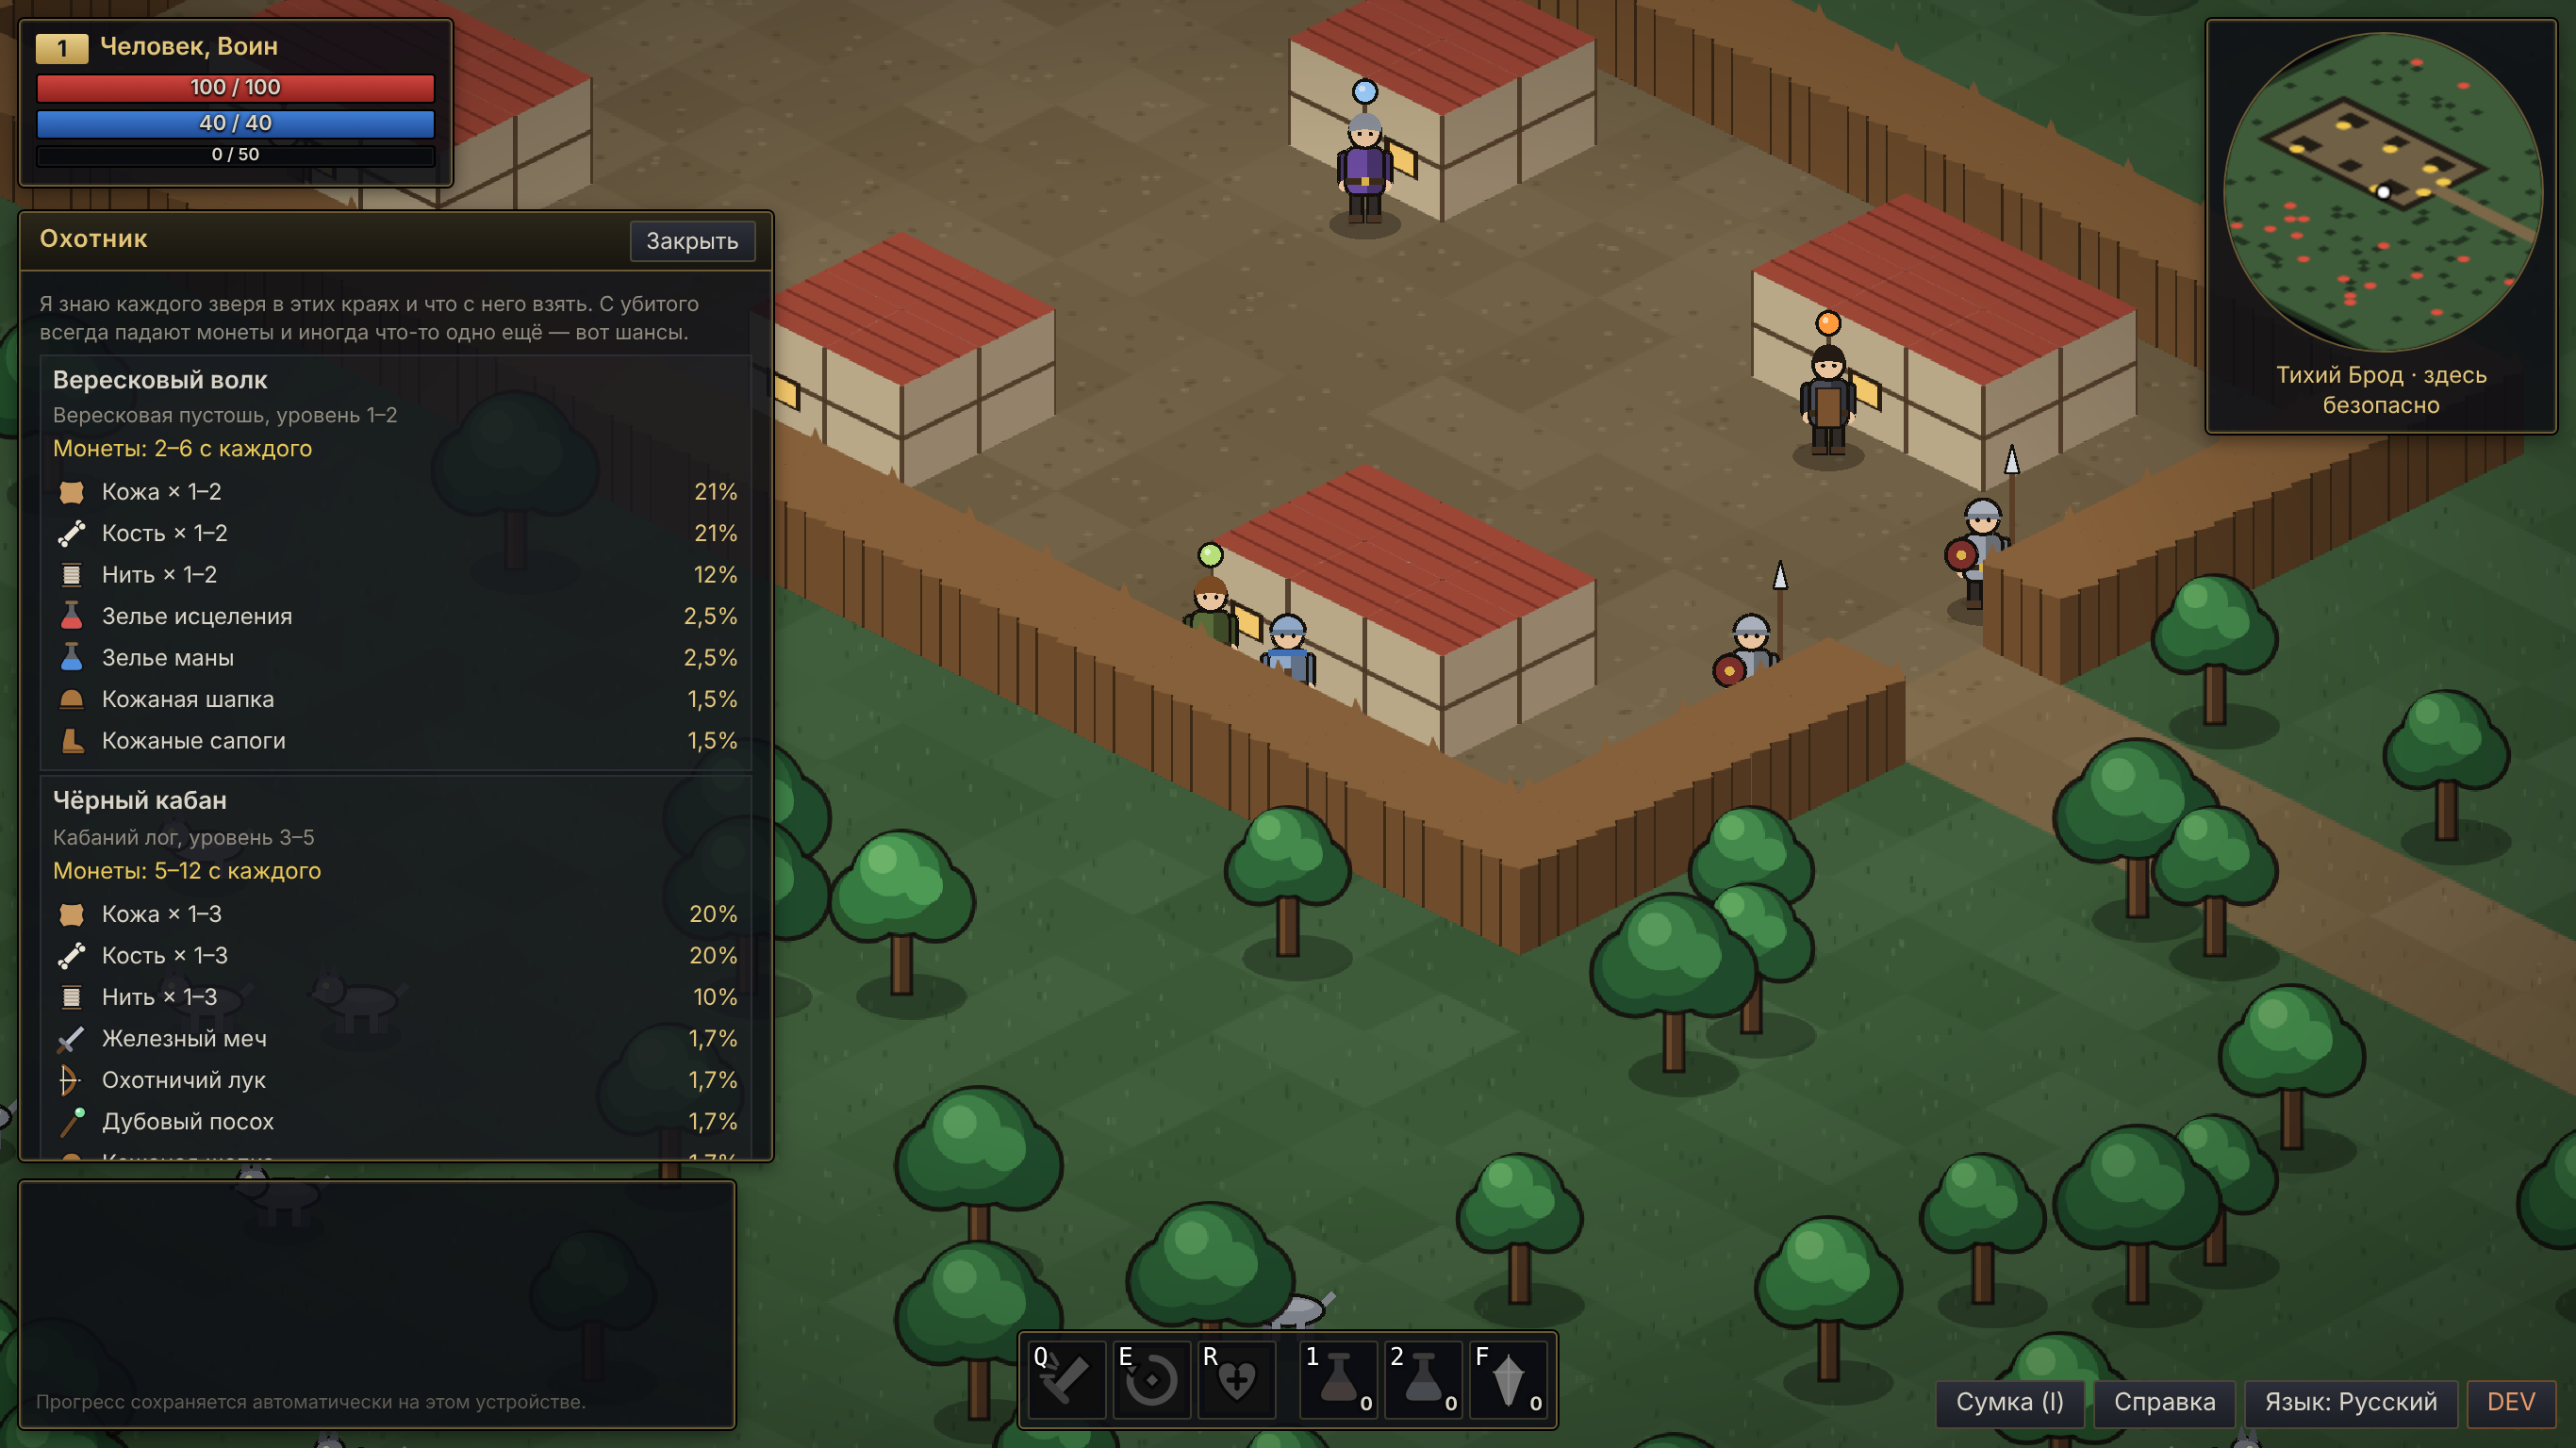 1 Человек, Воин
100 / 100
40 / 40
0 / 50
Охотник
Закрыть
Я знаю каждого зверя в этих краях и что с него взять. С убитого
всегда падают монеты и иногда что-то одно ещё — вот шансы.
Вересковый волк
Вересковая пустошь, уровень 1–2
Монеты: 2–6 с каждого
Кожа × 1–2 21%
Кость × 1–2 21%
Нить × 1–2 12%
Зелье исцеления 2,5%
Зелье маны 2,5%
Кожаная шапка 1,5%
Кожаные сапоги 1,5%
Чёрный кабан
Кабаний лог, уровень 3–5
Монеты: 5–12 с каждого
Кожа × 1–3 20%
Кость × 1–3 20%
Нить × 1–3 10%
Железный меч 1,7%
Охотничий лук 1,7%
Дубовый посох 1,7%
Тихий Брод · здесь
безопасно
Прогресс сохраняется автоматически на этом устройстве.
Q E R 1 2 F
0 0 0
Сумка (I) Справка Язык: Русский DEV